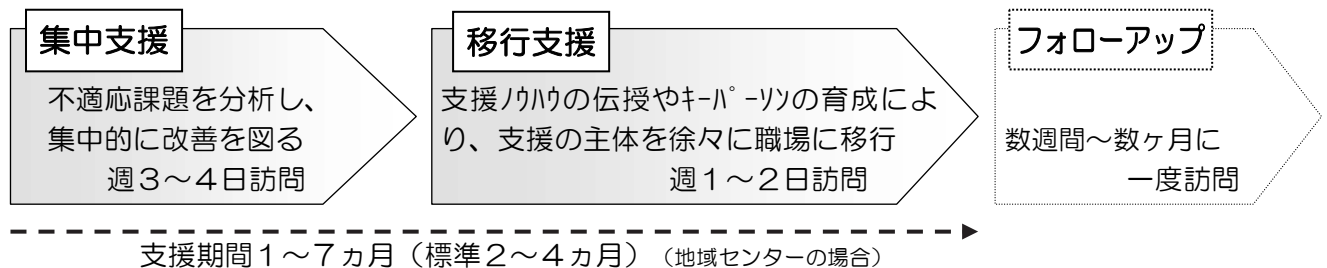 集中支援
不適応課題を分析し、
集中的に改善を図る
週３～４日訪問
移行支援
支援ﾉｳﾊｳの伝授やｷｰﾊﾟｰｿﾝの育成によ
り、支援の主体を徐々に職場に移行
週１～２日訪問
フォローアップ
数週間～数ヶ月に
一度訪問
支援期間１～７ヵ月（標準２～４ヵ月）（地域センターの場合）